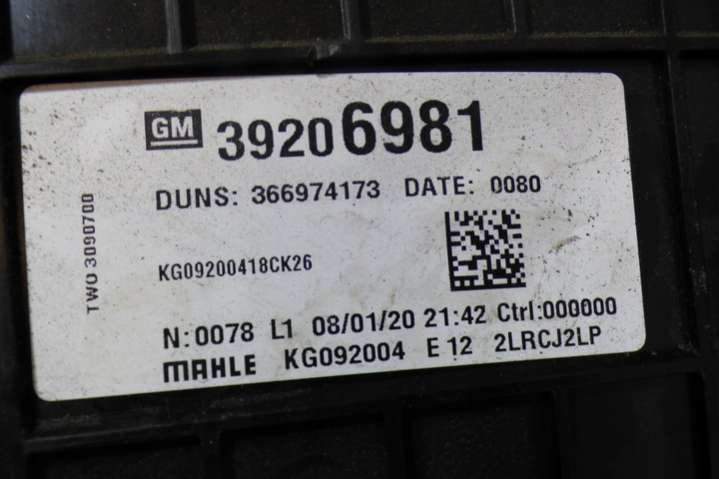 GM 39206981
DUNS: 366974173 DATE: 0080
TWO 3090700
KG09200418CK26
N:0078 L1 08/01/20 21:42 Ctrl:000000
MAHLE KG092004 E 12 2LRCJ2LP